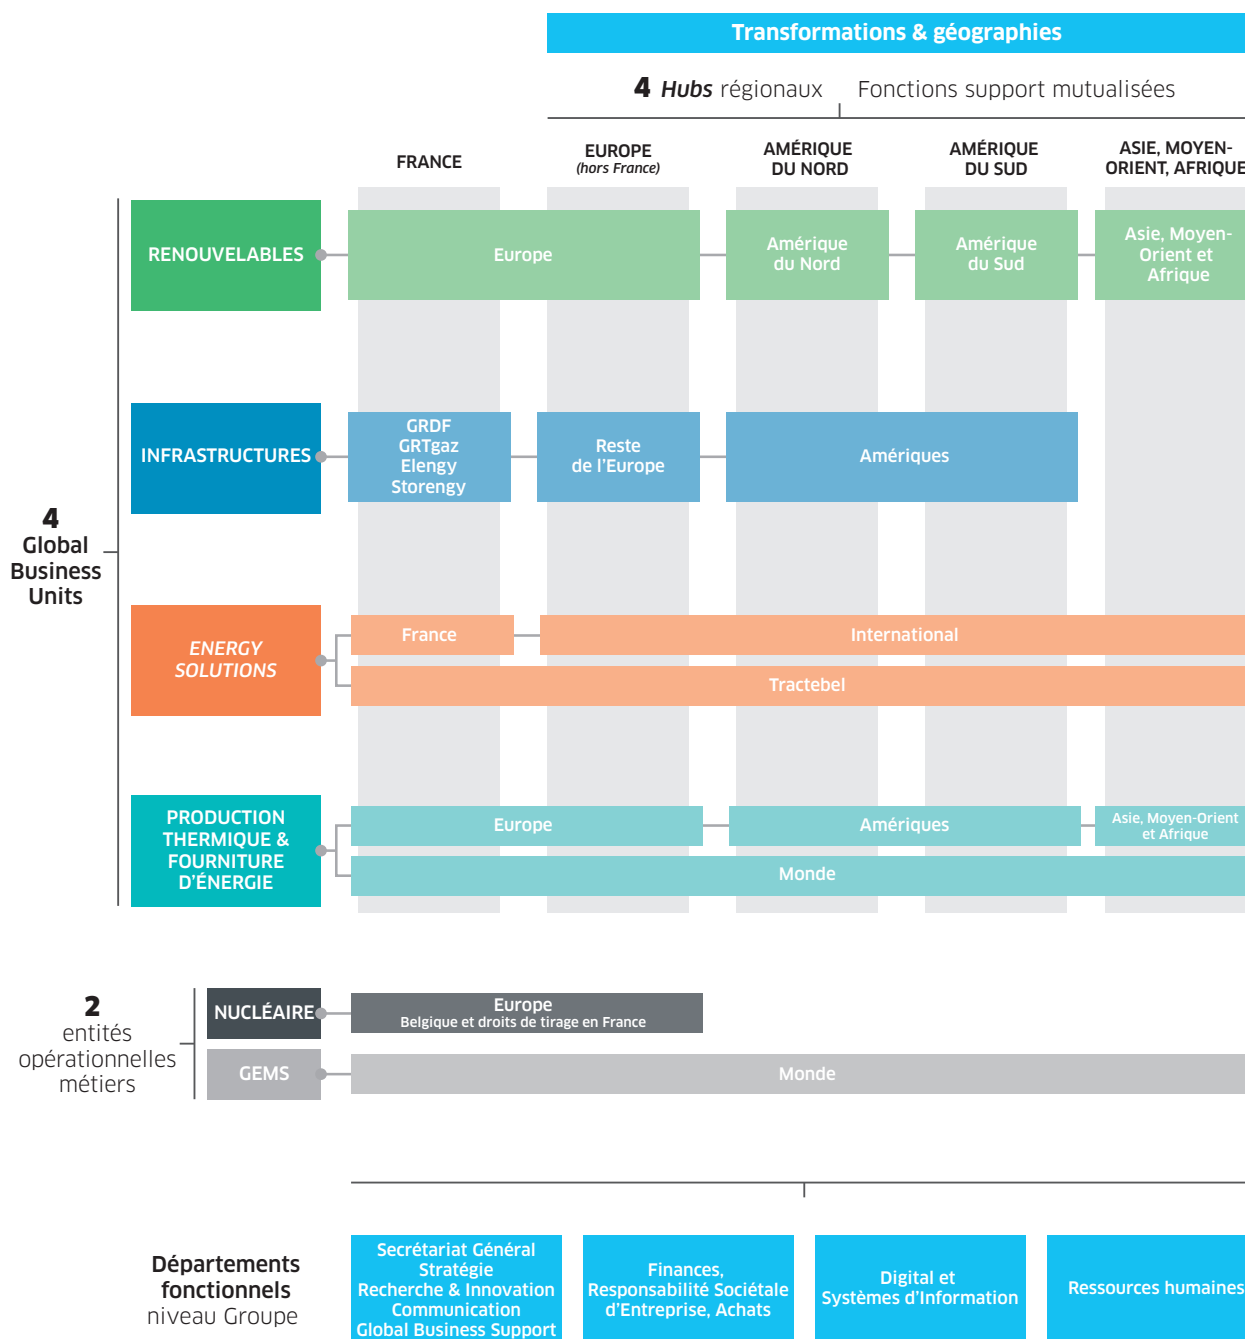 Transformations & géographies
4 Hubs régionaux
Fonctions support mutualisées
FRANCE
EUROPE
(hors France)
AMÉRIQUE
DU NORD
AMÉRIQUE
DU SUD
ASIE, MOYEN-
ORIENT, AFRIQUE
4
Global
Business
Units
RENOUVELABLES
Europe
Amérique
du Nord
Amérique
du Sud
Asie, Moyen-
Orient et
Afrique
INFRASTRUCTURES
GRDF
GRTgaz
Elengy
Storengy
Reste
de l'Europe
Amériques
ENERGY
SOLUTIONS
France
International
Tractebel
PRODUCTION
THERMIQUE &
FOURNITURE
D'ÉNERGIE
Europe
Amériques
Asie, Moyen-Orient
et Afrique
Monde
2
entités
opérationnelles
métiers
NUCLÉAIRE
Europe
Belgique et droits de tirage en France
GEMS
Monde
Départements
fonctionnels
niveau Groupe
Secrétariat Général
Stratégie
Recherche & Innovation
Communication
Global Business Support
Finances,
Responsabilité Sociétale
d'Entreprise, Achats
Digital et
Systèmes d'Information
Ressources humaines